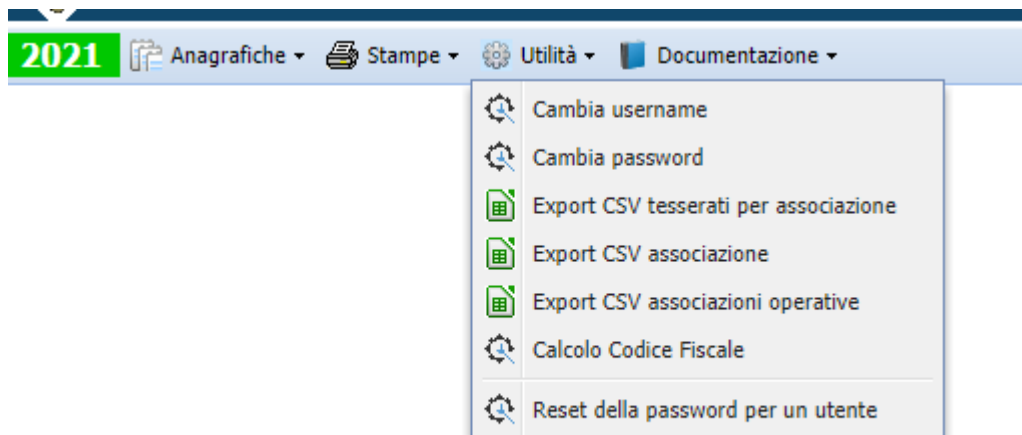 2021 Anagrafiche Stampe Utilità Documentazione
Cambia username
Cambia password
Export CSV tesserati per associazione
Export CSV associazione
Export CSV associazioni operative
Calcolo Codice Fiscale
Reset della password per un utente